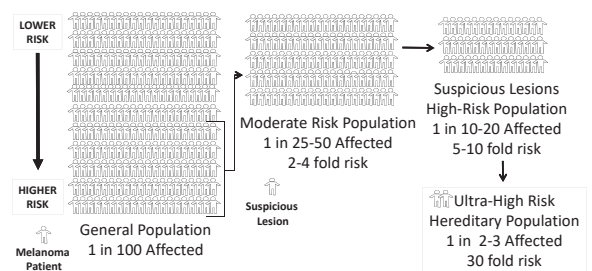 LOWER
RISK
HIGHER
RISK
Melanoma
Patient
General Population
1 in 100 Affected
Moderate Risk Population
1 in 25-50 Affected
2-4 fold risk
Suspicious
Lesion
Suspicious Lesions
High-Risk Population
1 in 10-20 Affected
5-10 fold risk
Ultra-High Risk
Hereditary Population
1 in 2-3 Affected
30 fold risk